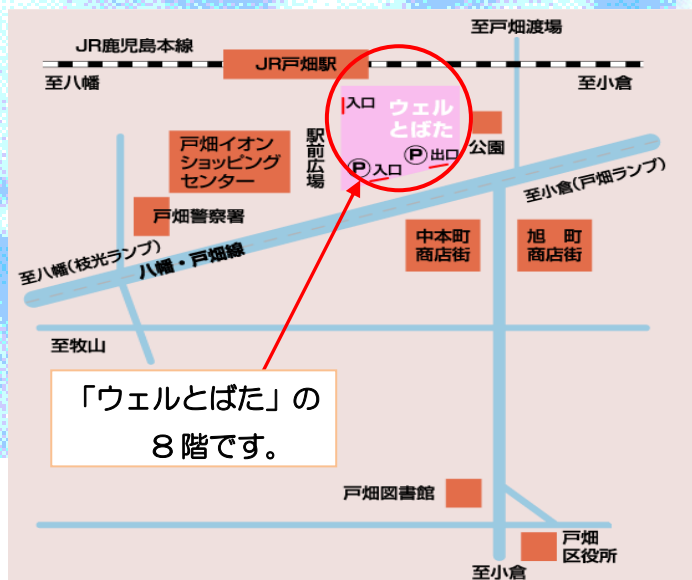 至戸畑渡場
JR鹿児島本線
JR戸畑駅
至八幡
至小倉
入口
ウェル
とばた
駅前広場
戸畑イオン
ショッピング
センター
Ⓟ入口
Ⓟ出口
公園
至小倉(戸畑ランプ)
戸畑警察署
中本町
商店街
旭 町
商店街
至八幡(枝光ランプ)
八幡・戸畑線
至牧山
「ウェルとばた」の
８階です。
戸畑図書館
戸畑
区役所
至小倉